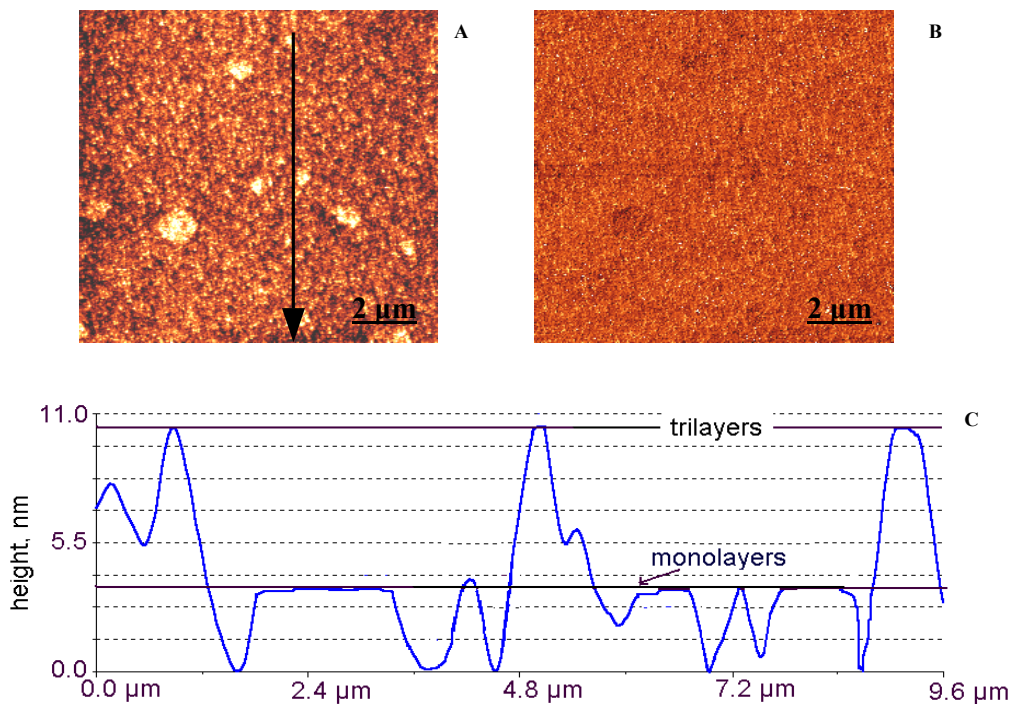 A
B
2 µm
2 µm
C
11.0
trilayers
5.5
monolayers
height, nm
0.0
0.0 µm
2.4 µm
4.8 µm
7.2 µm
9.6 µm